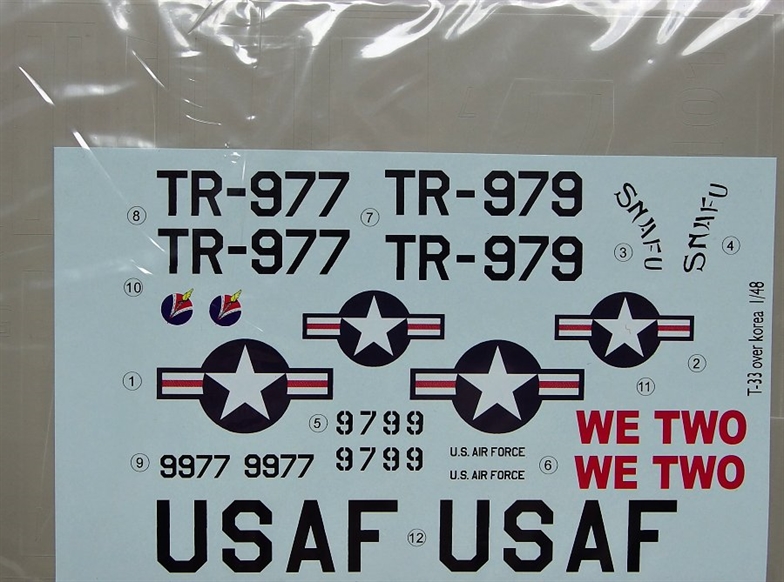 TR-977
TR-979
SNAFU
SNAFU
8
7
TR-977
TR-979
3
4
10
T-33 over korea 1/48
2
1
11
5
9799
WE TWO
9
9977 9977
9799
U.S. AIR FORCE
6
U.S. AIR FORCE
WE TWO
USAF
12
USAF